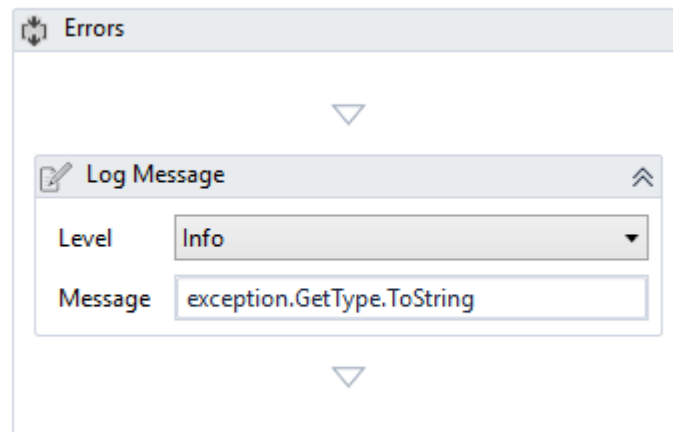 Errors
Log Message
Level Info
Message exception.GetType.ToString